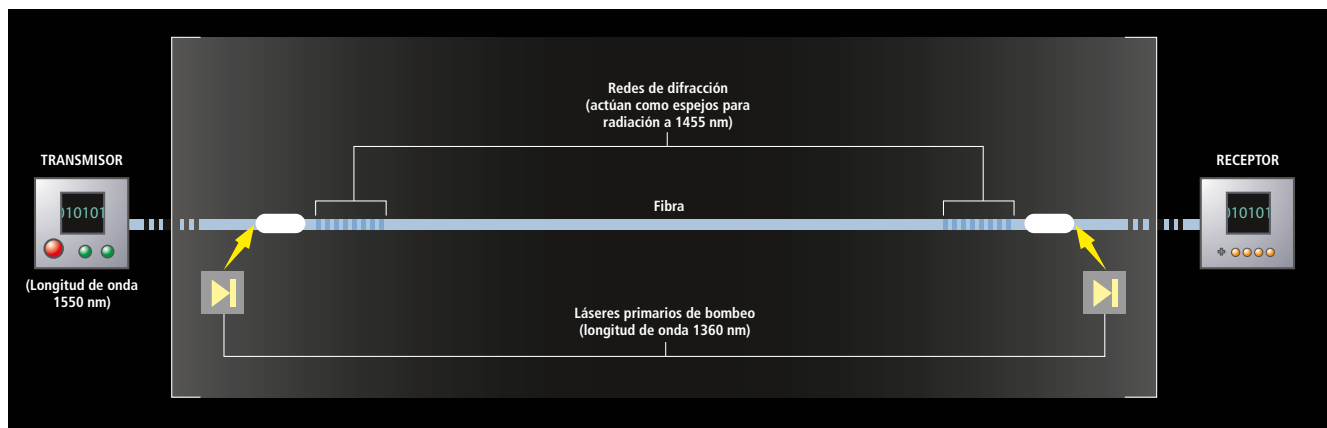 Redes de difracción
(actúan como espejos para
radiación a 1455 nm)
TRANSMISOR
010101
(Longitud de onda
1550 nm)
Fibra
RECEPTOR
010101
Láseres primarios de bombeo
(longitud de onda 1360 nm)